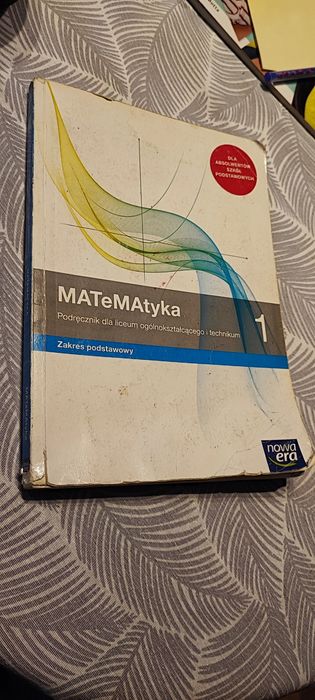 DLA
ABSOLWENTÓW
SZKÓŁ
PODSTAWOWYCH
MATeMAtyka
1
Podręcznik dla liceum ogólnokształcącego i technikum
Zakres podstawowy
nowa
era